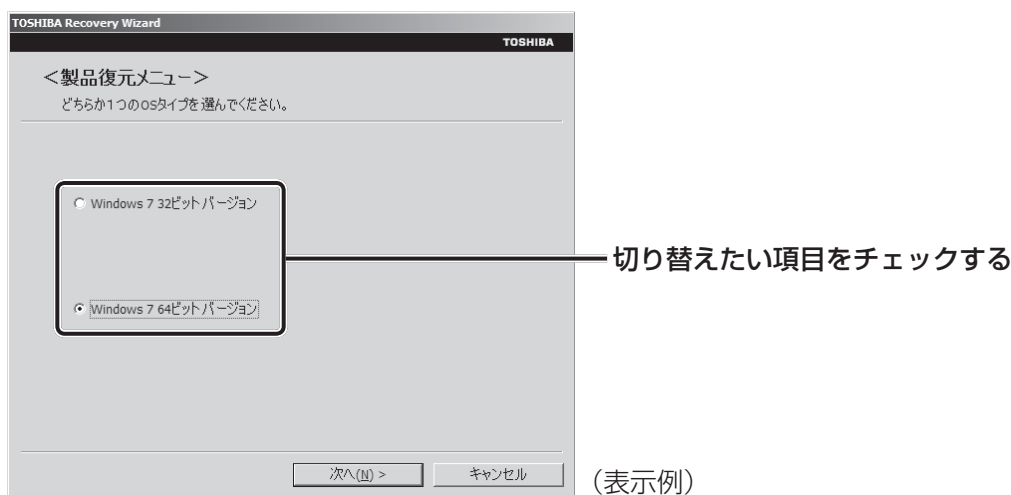 TOSHIBA Recovery Wizard
TOSHIBA
<製品復元メニュー>
どちらか1つのOSタイプを選んでください。
Windows 7 32ビットバージョン
切り替えたい項目をチェックする
Windows 7 64ビットバージョン
次へ(N) >
キャンセル
(表示例)